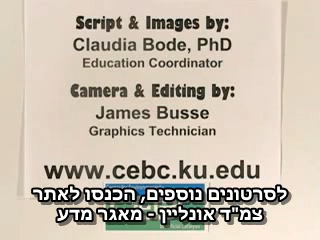 Script & Images by:
Claudia Bode, PhD
Education Coordinator
Camera & Editing by:
James Busse
Graphics Technician
www.cebc.ku.edu
לסרטונים נוספים, הכנסו לאתר
צמ"ד אונליין - מאגר מדע